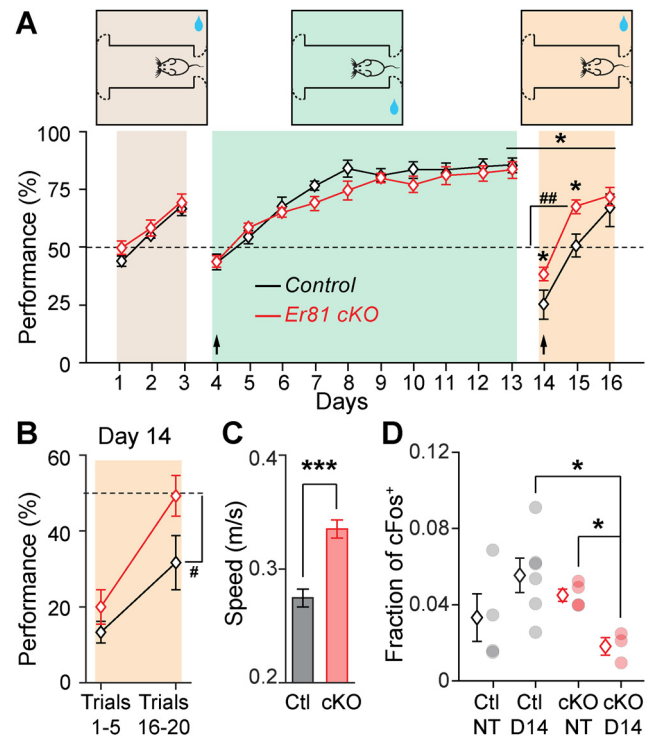 A
Performance (%)
100
75
50
25
0
*
##
*
*
Control
Er81 cKO
1 2 3 4 5 6 7 8 9 10 11 12 13 14 15 16
Days
B
Day 14
Performance (%)
60
40
20
0
#
Trials Trials
1-5 16-20
C
Speed (m/s)
0.4
0.3
0.2
***
Ctl cKO
D
Fraction of cFos⁺
0.12
0.08
0.04
0
*
*
Ctl Ctl cKO cKO
NT D14 NT D14